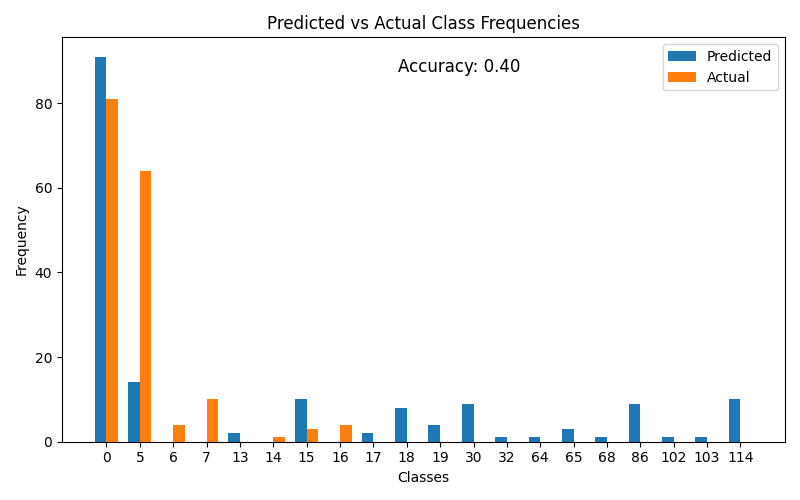 Predicted vs Actual Class Frequencies
Accuracy: 0.40
Predicted
Actual
Frequency
80
60
40
20
0
0 5 6 7 13 14 15 16 17 18 19 30 32 64 65 68 86 102 103 114
Classes